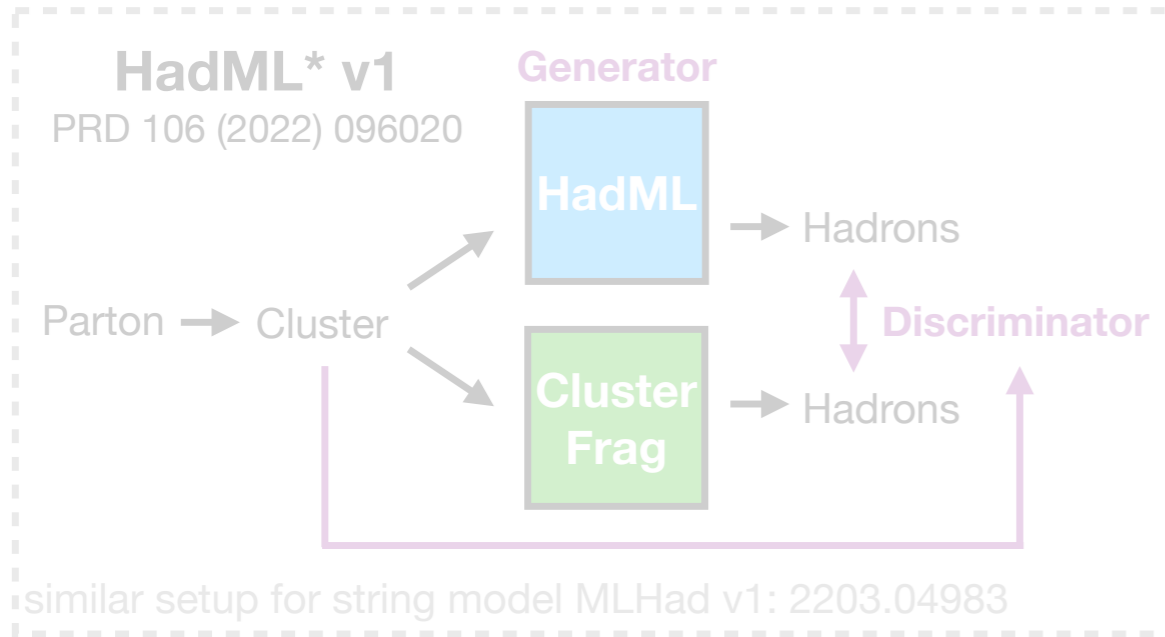 HadML* v1
PRD 106 (2022) 096020
Generator
HadML
Hadrons
Parton
Cluster
Discriminator
Cluster
Frag
Hadrons
similar setup for string model MLHad v1: 2203.04983